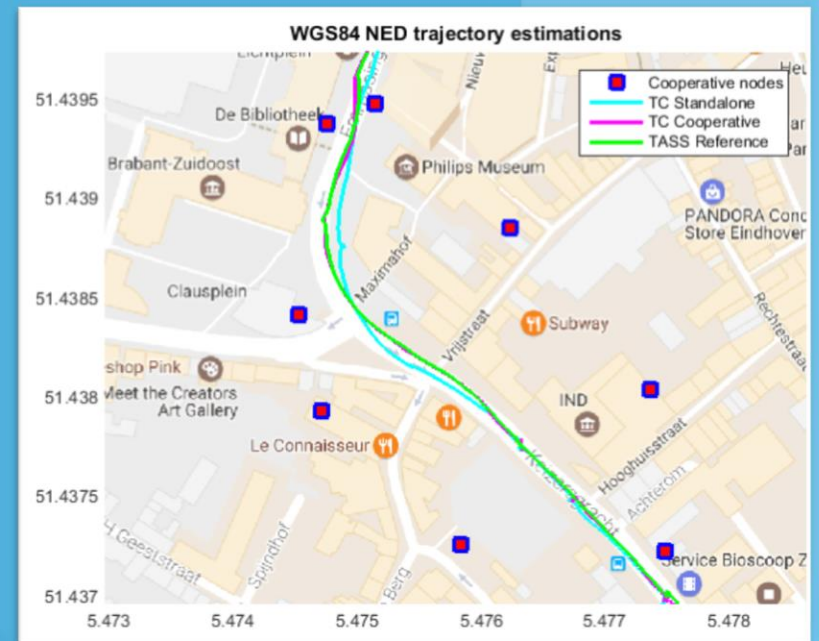 WGS84 NED trajectory estimations
Cooperative nodes
TC Standalone
TC Cooperative
TASS Reference
51.4395
51.439
51.4385
51.438
51.4375
51.437
5.473
5.474
5.475
5.476
5.477
5.478
De Bibliotheek
Brabant-Zuidoost
Philips Museum
PANDORA Conc
Store Eindhoven
Clausplein
Maximahof
Vrijstraat
Subway
Rechtestraat
shop Pink
Meet the Creators
Art Gallery
IND
Le Connaisseur
Hooghuisstraat
Achterom
H.Geeststraat
Spijndhof
Berg
Service Bioscoop Z